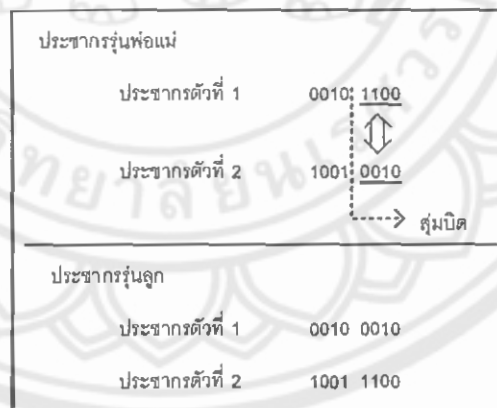 ประชากรรุ่นพ่อแม่
ประชากรตัวที่ 1 0010 1100
ประชากรตัวที่ 2 1001 0010
สุ่มบิต
ประชากรรุ่นลูก
ประชากรตัวที่ 1 0010 0010
ประชากรตัวที่ 2 1001 1100